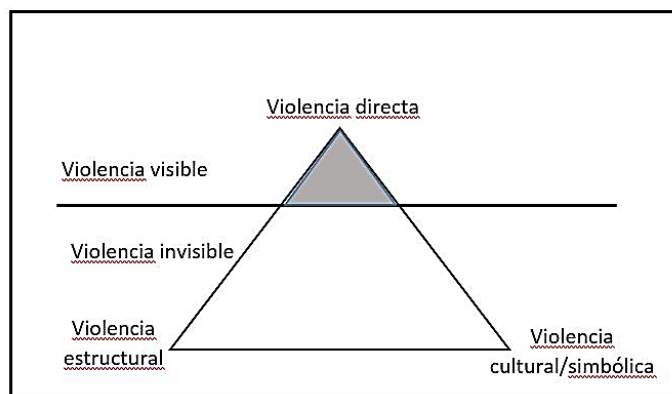 Violencia directa
Violencia visible
Violencia invisible
Violencia
estructural
Violencia
cultural/simbólica